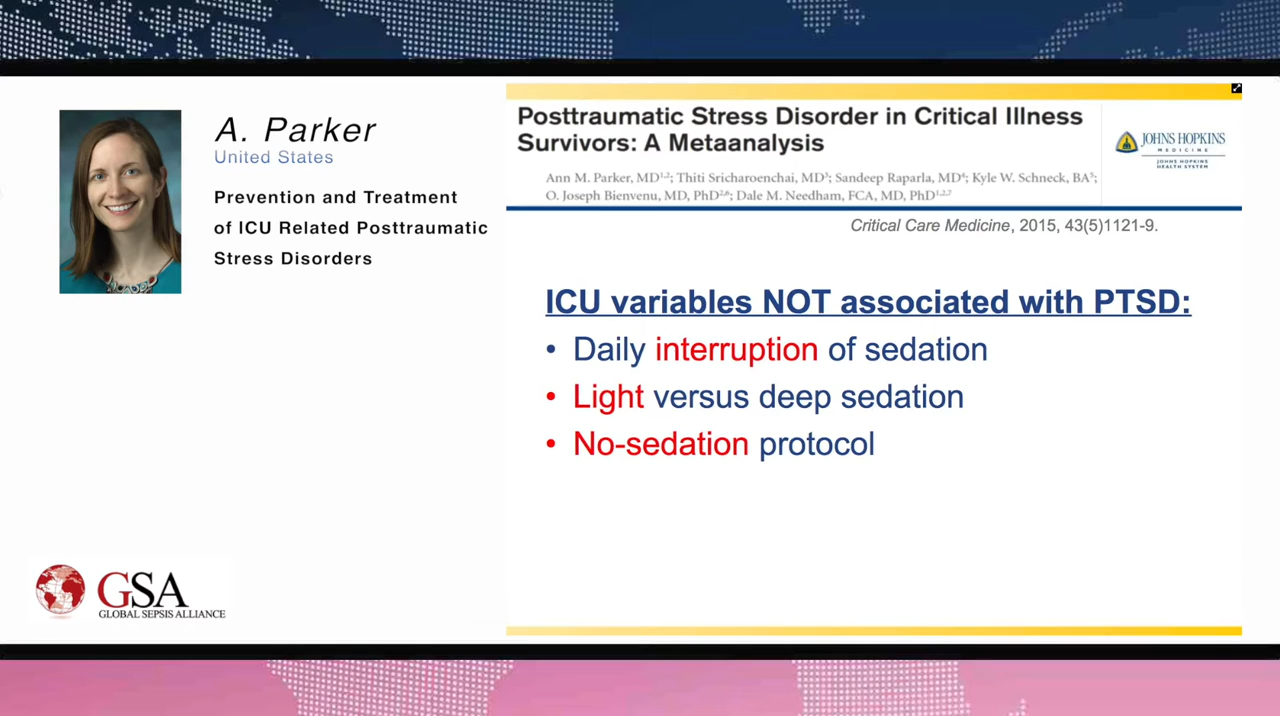 A. Parker
United States
Prevention and Treatment
of ICU Related Posttraumatic
Stress Disorders
GSA
GLOBAL SEPSIS ALLIANCE
Posttraumatic Stress Disorder in Critical Illness
Survivors: A Metaanalysis
JOHNS HOPKINS
MEDICINE
JOHNS HOPKINS
HEALTH SYSTEM
Ann M. Parker, MD¹,²; Thiti Sricharoenchai, MD³; Sandeep Raparla, MD⁴; Kyle W. Schneck, BA⁵;
O. Joseph Bienvenu, MD, PhD²,⁶; Dale M. Needham, FCA, MD, PhD¹,²,⁷
Critical Care Medicine, 2015, 43(5)1121-9.
ICU variables NOT associated with PTSD:
• Daily interruption of sedation
• Light versus deep sedation
• No-sedation protocol